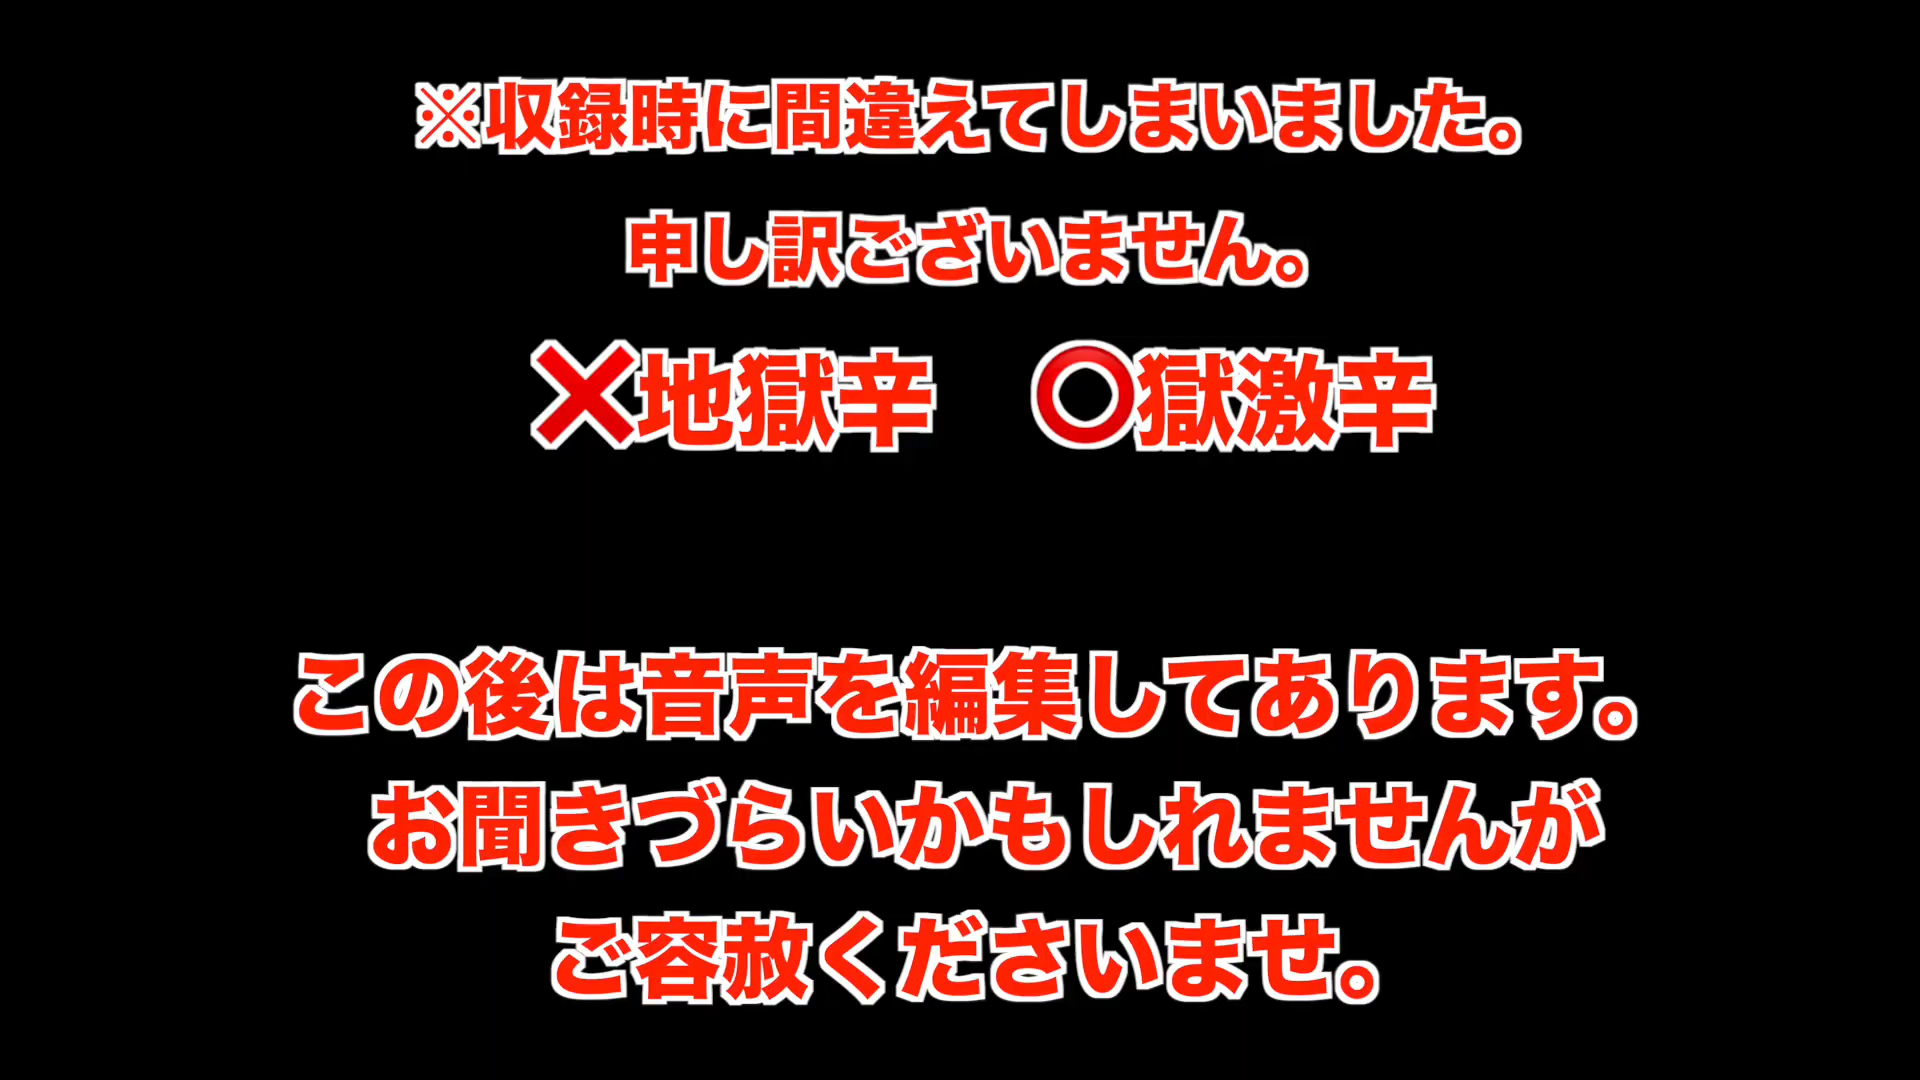 ※収録時に間違えてしまいました。
申し訳ございません。
❌地獄辛　⭕獄激辛
この後は音声を編集してあります。
お聞きづらいかもしれませんが
ご容赦くださいませ。